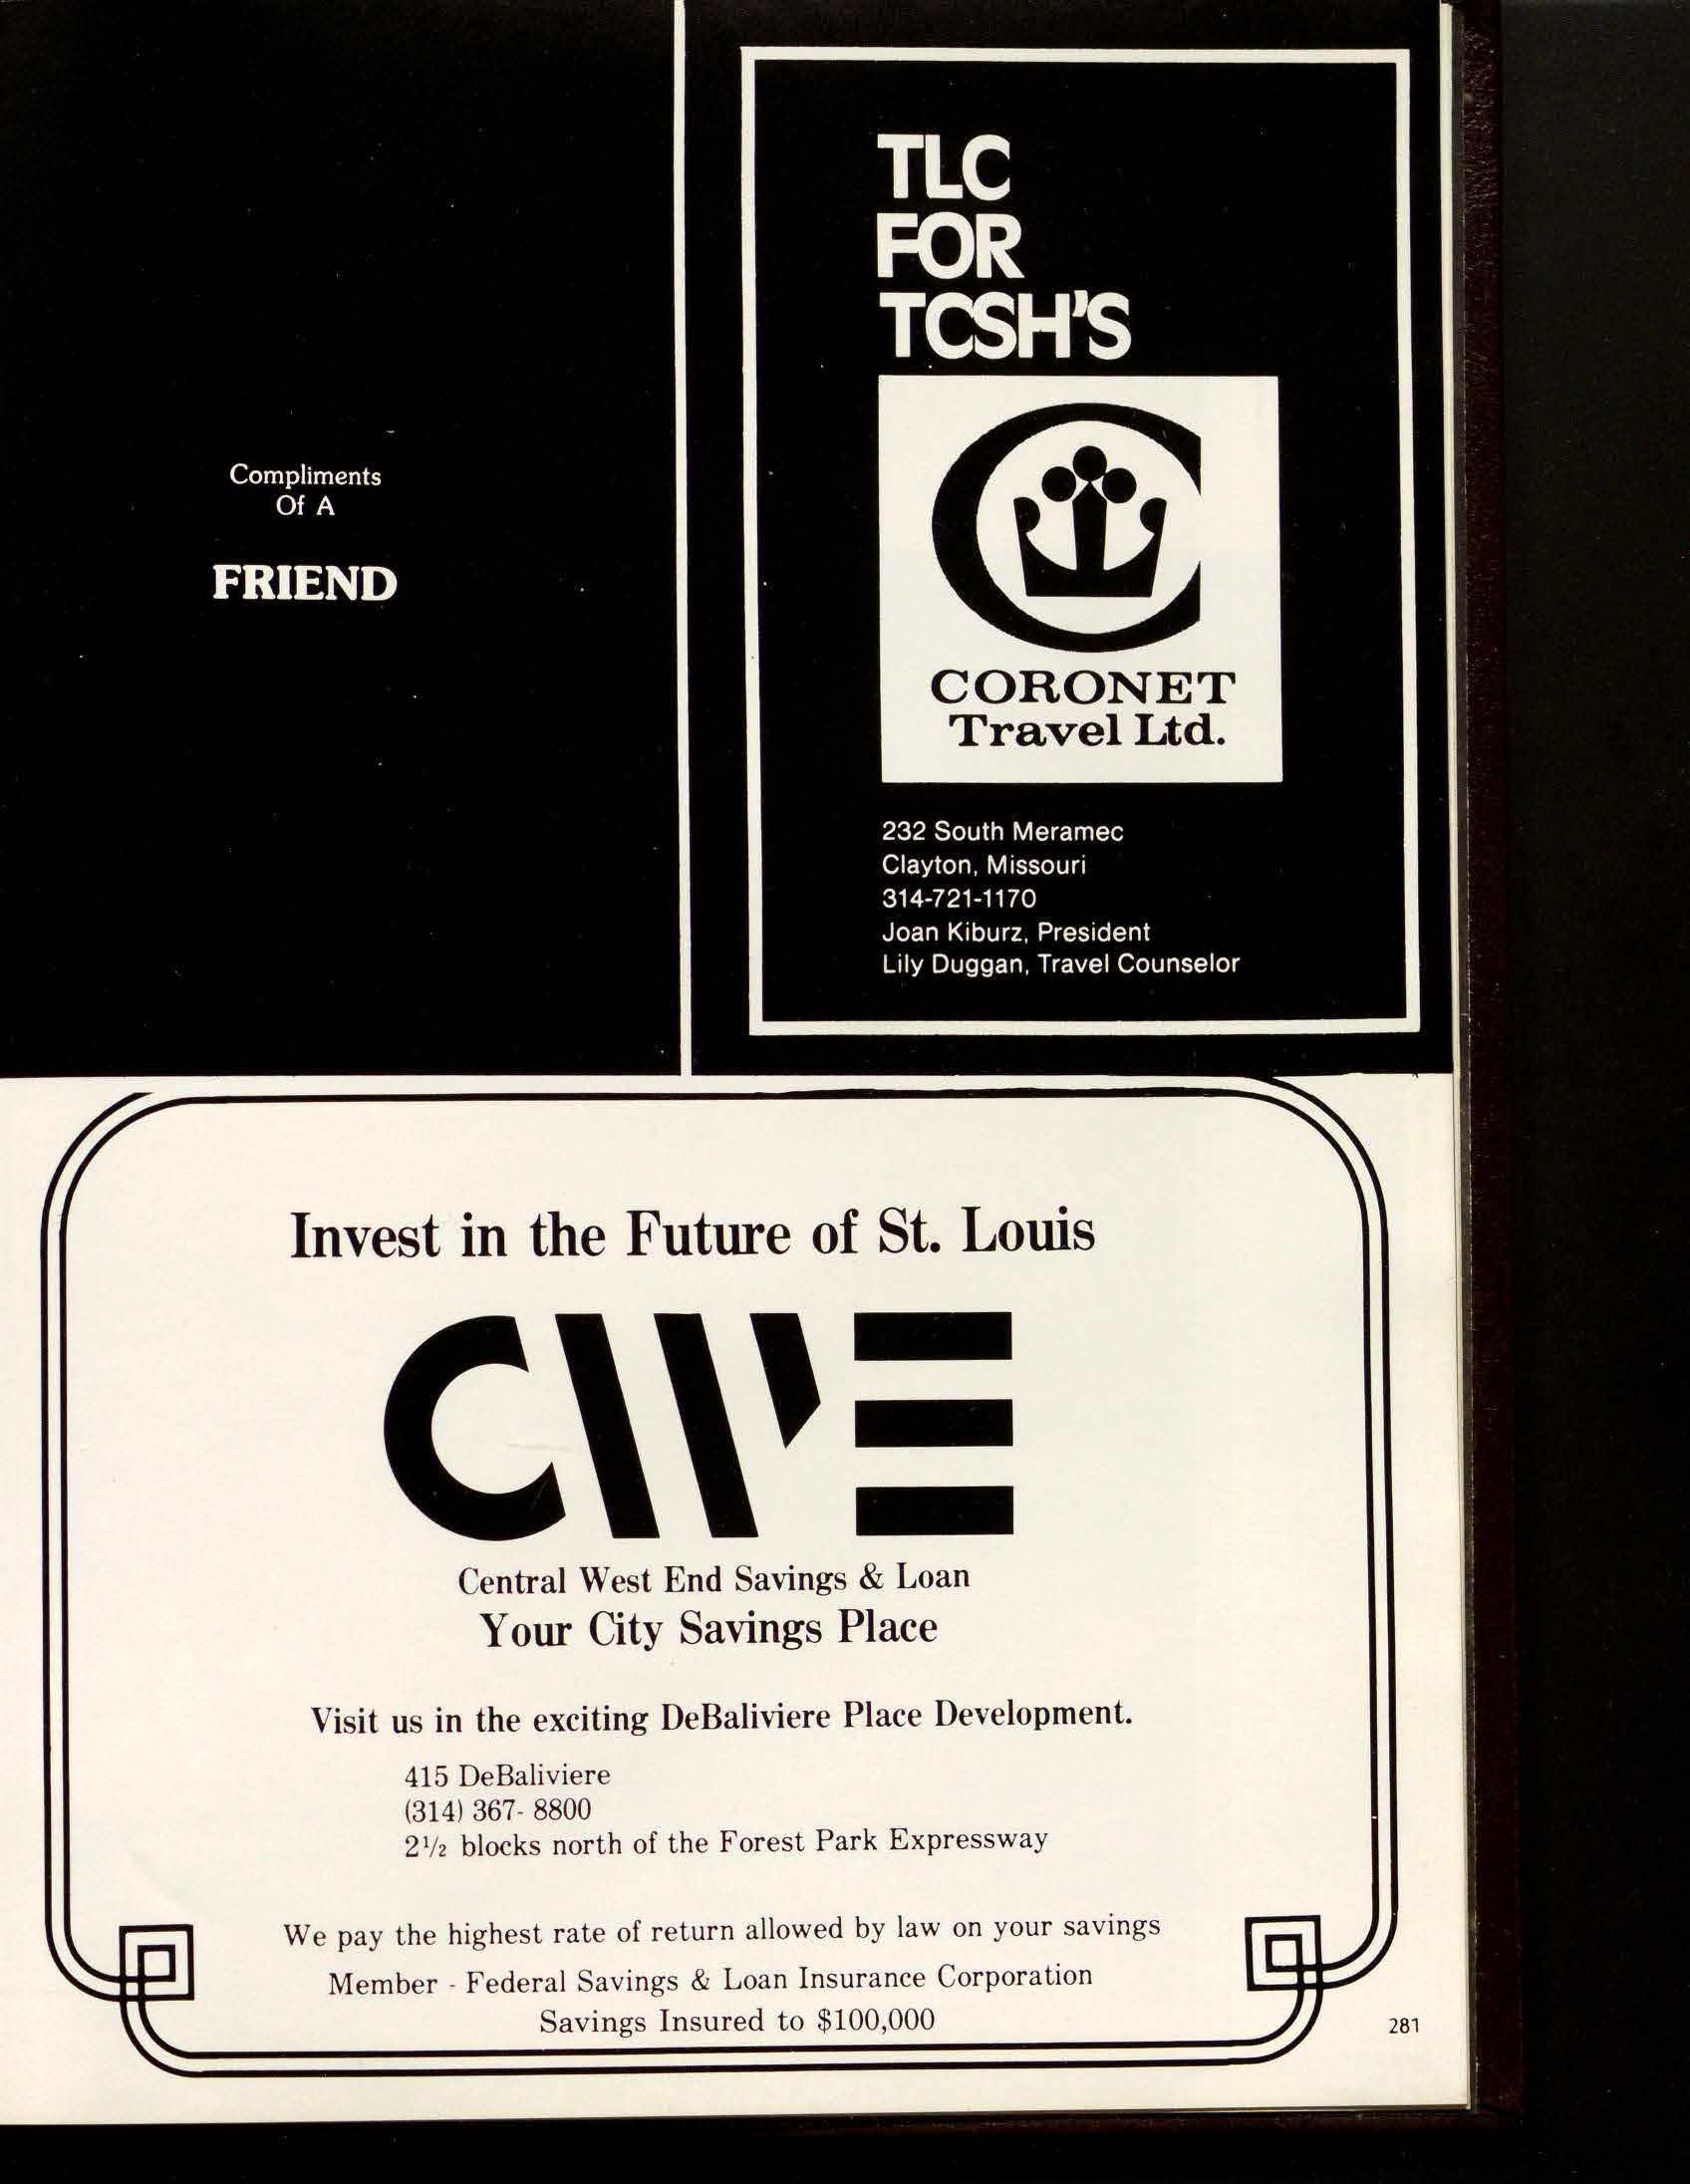 Compliments
Of A
FRIEND
TLC
FOR
TCSH'S
CORONET
Travel Ltd.
232 South Meramec
Clayton, Missouri
314-721-1170
Joan Kiburz, President
Lily Duggan, Travel Counselor
Invest in the Future of St. Louis
CWE
Central West End Savings & Loan
Your City Savings Place
Visit us in the exciting DeBaliviere Place Development.
415 DeBaliviere
(314) 367- 8800
2½ blocks north of the Forest Park Expressway
We pay the highest rate of return allowed by law on your savings
Member - Federal Savings & Loan Insurance Corporation
Savings Insured to $100,000
281